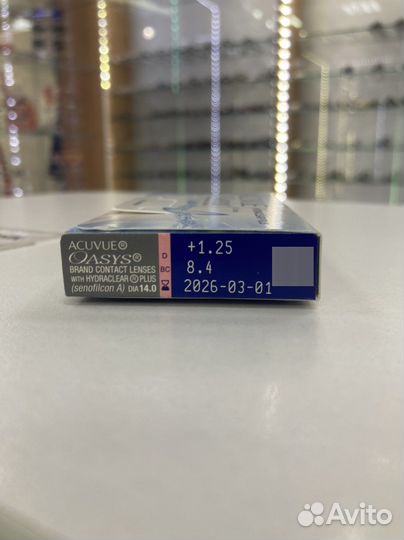 ACUVUE®
OASYS®
BRAND CONTACT LENSES
WITH HYDRACLEAR® PLUS
(senofilcon A) DIA 14.0
D +1.25
BC 8.4
2026-03-01
Avito